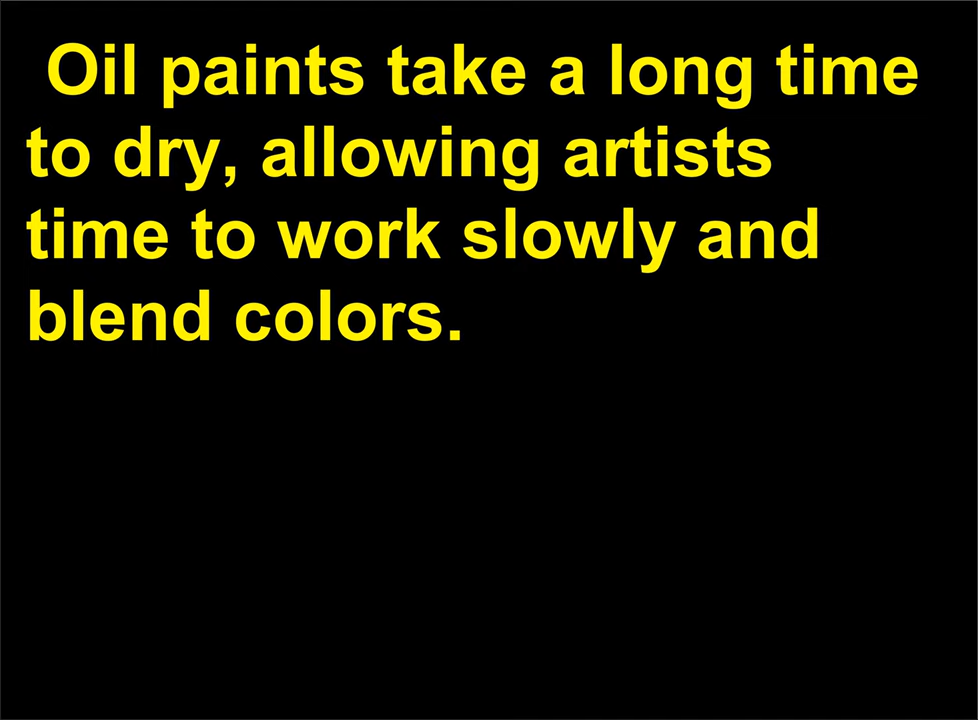 Oil paints take a long time
to dry, allowing artists
time to work slowly and
blend colors.